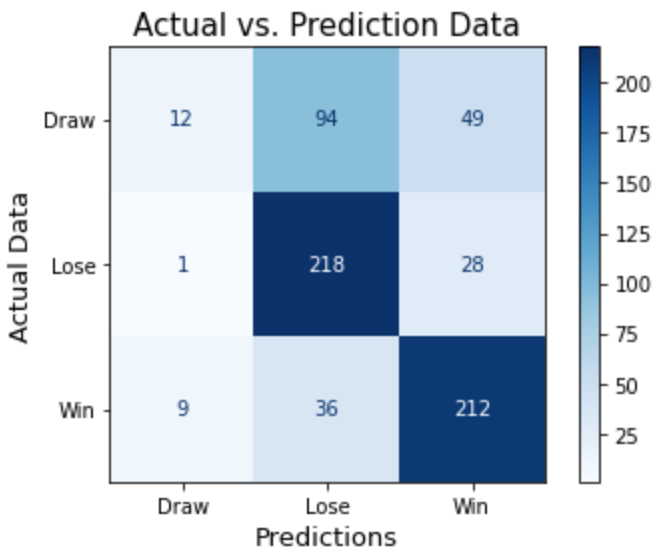 Actual vs. Prediction Data
Draw 12 94 49
Lose 1 218 28
Win 9 36 212
Draw Lose Win
Predictions
Actual Data
200
175
150
125
100
75
50
25